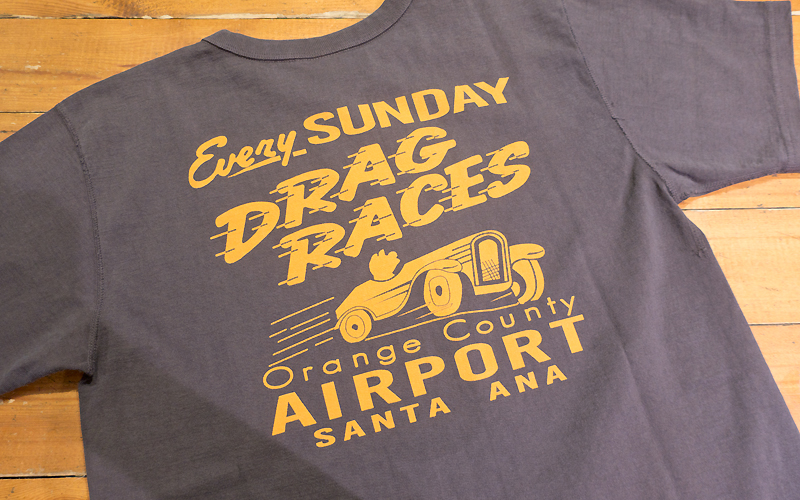 Every SUNDAY
DRAG
RACES
Orange County
AIRPORT
SANTA ANA